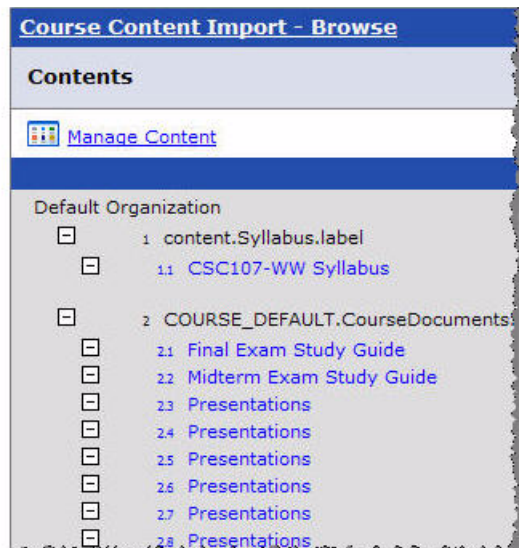 Course Content Import - Browse
Contents
Manage Content
Default Organization
1 content.Syllabus.label
1.1 CSC107-WW Syllabus
2 COURSE_DEFAULT.CourseDocuments
2.1 Final Exam Study Guide
2.2 Midterm Exam Study Guide
2.3 Presentations
2.4 Presentations
2.5 Presentations
2.6 Presentations
2.7 Presentations
2.8 Presentations